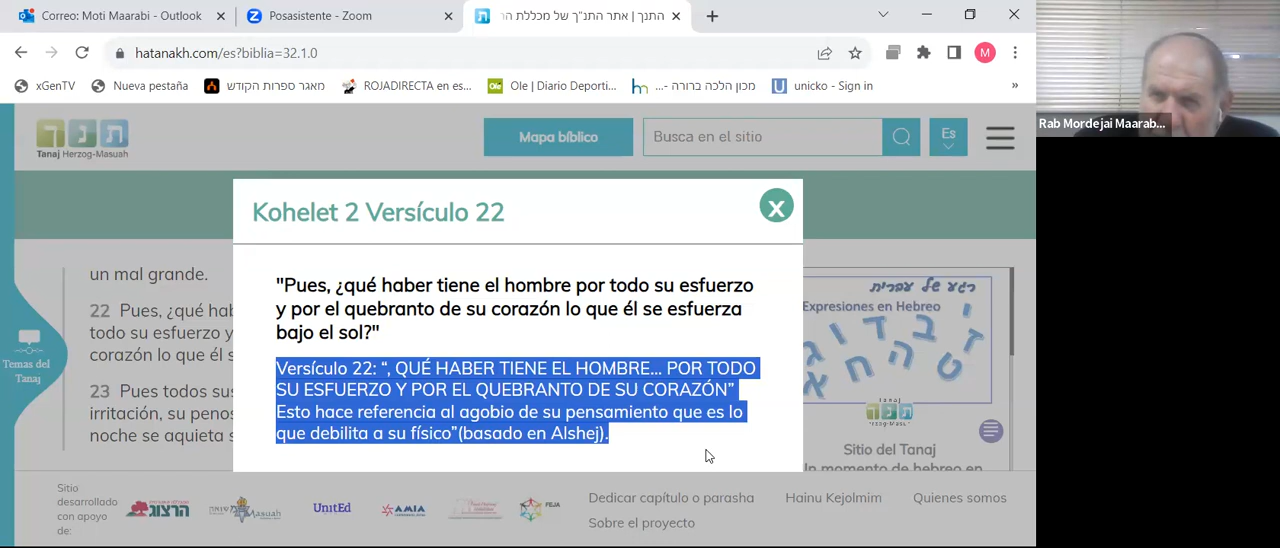 Correo: Moti Maarabi - Outlook
Posasistente - Zoom
התנך | אתר התנ"ך של מכללת הר
hatanakh.com/es?biblia=32.1.0
M
xGenTV
Nueva pestaña
מאגר ספרות הקודש
ROJADIRECTA en es...
Ole | Diario Deporti...
מכון הלכה ברורה -...
unicko - Sign in
»
תנך
Tanaj Herzog-Masuah
Mapa bíblico
Busca en el sitio
Es
Rab Mordejai Maarab...
Kohelet 2 Versículo 22
X
"Pues, ¿qué haber tiene el hombre por todo su esfuerzo
y por el quebranto de su corazón lo que él se esfuerza
bajo el sol?"
Versículo 22: “, QUÉ HABER TIENE EL HOMBRE... POR TODO
SU ESFUERZO Y POR EL QUEBRANTO DE SU CORAZÓN”
Esto hace referencia al agobio de su pensamiento que es lo
que debilita a su físico”(basado en Alshej).
un mal grande.
22 Pues, ¿qué hab
todo su esfuerzo y
corazón lo que él s
23 Pues todos sus
irritación, su penos
noche se aquieta s
Temas del
Tanaj
רגע של עברית
Expresiones en Hebreo
Sitio del Tanaj
Un momento de hebreo en
Sitio
desarrollado
con apoyo
de:
הרצוג
Masuah
UnitEd
AMIA
FEJA
Dedicar capítulo o parasha
Hainu Kejolmim
Quienes somos
Sobre el proyecto